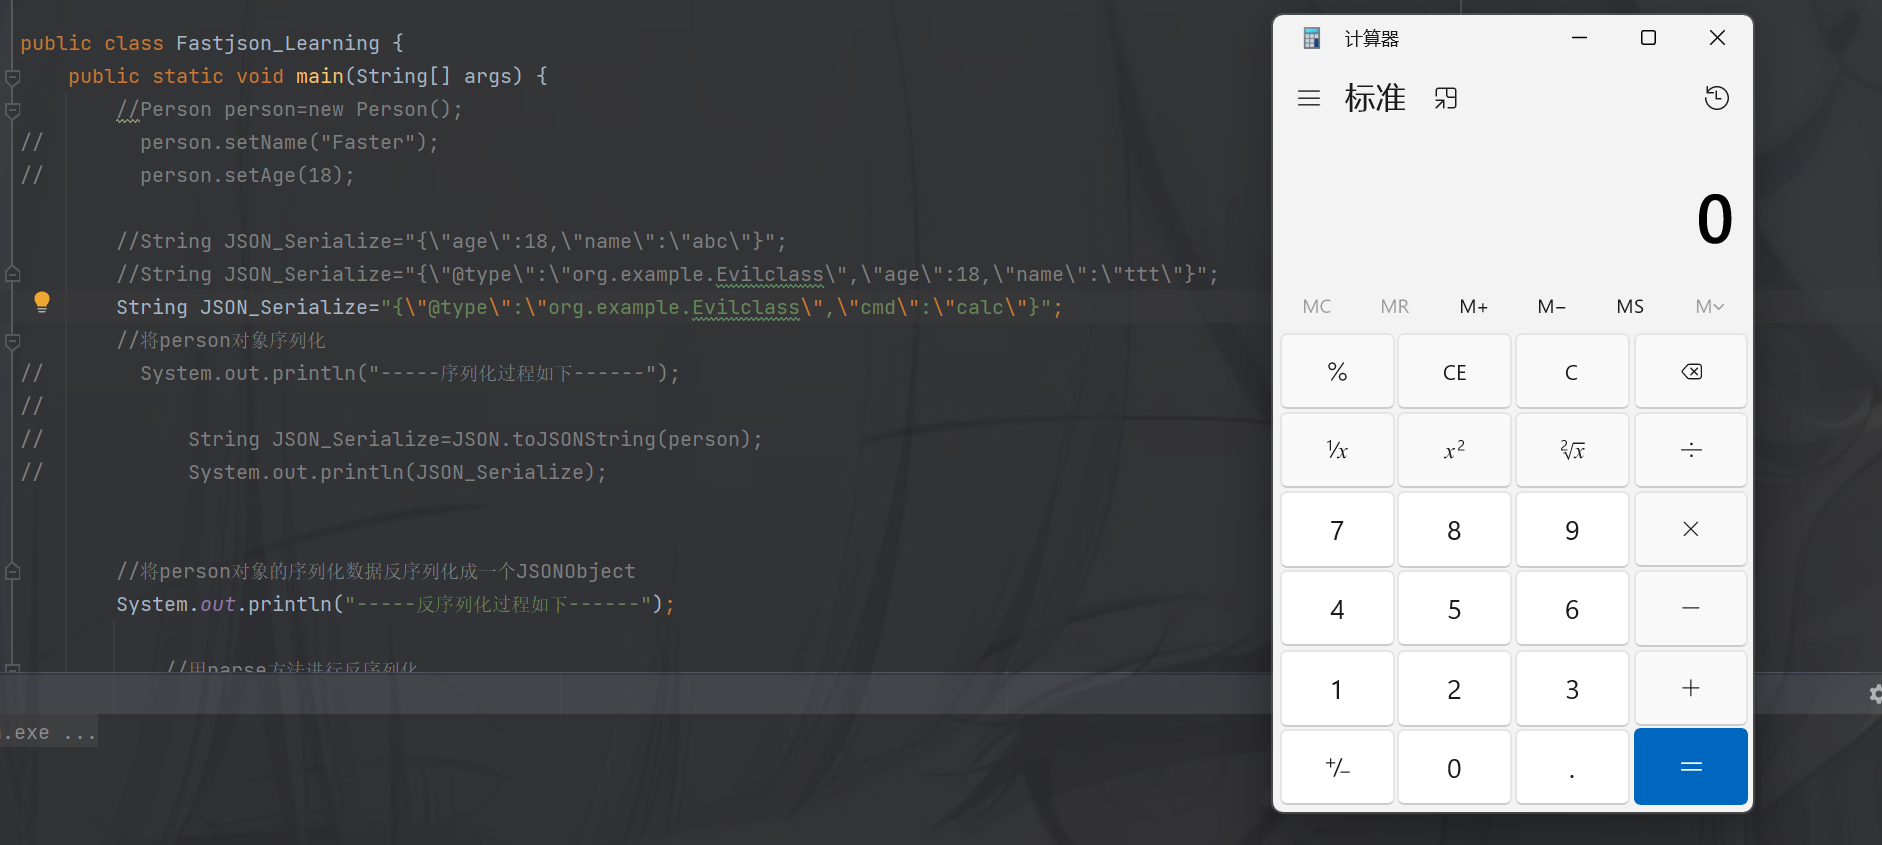 public class Fastjson_Learning {
public static void main(String[] args) {
//Person person=new Person();
// person.setName("Faster");
// person.setAge(18);
//String JSON_Serialize="{\"age\":18,\"name\":\"abc\"}";
//String JSON_Serialize="{\"@type\":\"org.example.Evilclass\",\"age\":18,\"name\":\"ttt\"}";
String JSON_Serialize="{\"@type\":\"org.example.Evilclass\",\"cmd\":\"calc\"}";
//将person对象序列化
// System.out.println("-----序列化过程如下------");
//
// String JSON_Serialize=JSON.toJSONString(person);
// System.out.println(JSON_Serialize);
//将person对象的序列化数据反序列化成一个JSONObject
System.out.println("-----反序列化过程如下------");
//用parse方法进行反序列化
.exe ...
计算器
标准
0
MC MR M+ M− MS M
% CE C
¹/x x² ²√x ÷
7 8 9 ×
4 5 6 −
1 2 3 +
+/− 0 . =